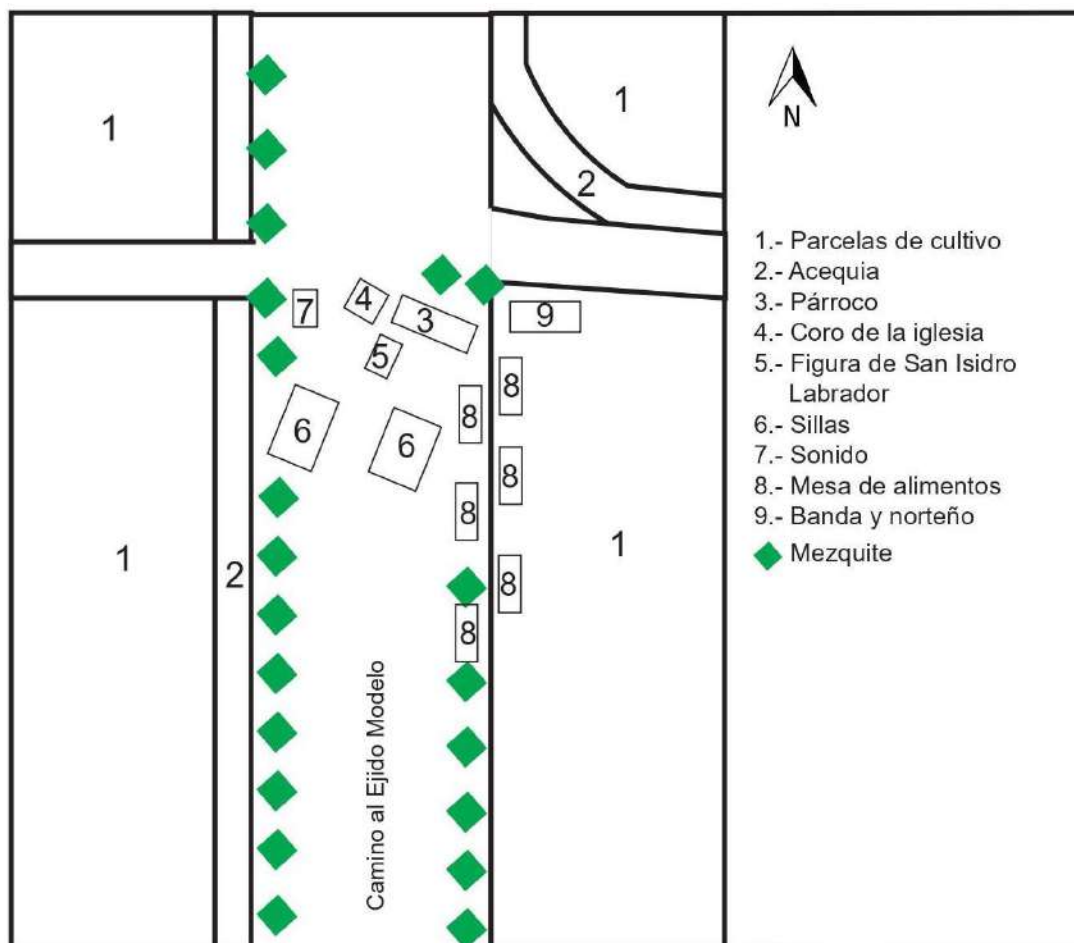 1
1
2
N
1.- Parcelas de cultivo
2.- Acequia
3.- Párroco
4.- Coro de la iglesia
5.- Figura de San Isidro
Labrador
6.- Sillas
7.- Sonido
8.- Mesa de alimentos
9.- Banda y norteño
Mezquite
7
4
3
9
5
8
8
6
6
8
8
1
2
8
1
8
Camino al Ejido Modelo